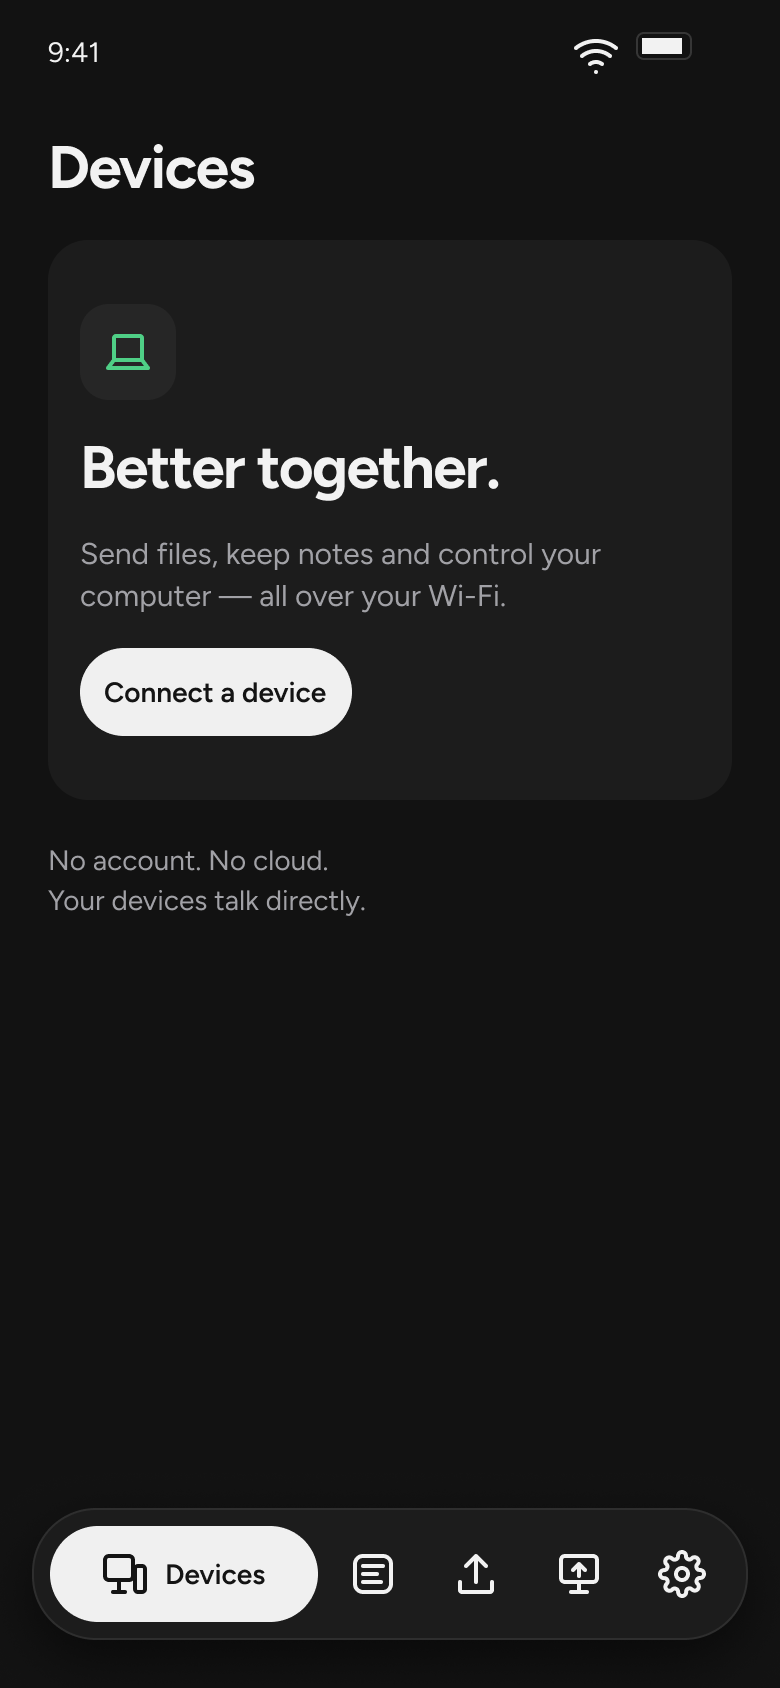 9:41
Devices
Better together.
Send files, keep notes and control your
computer — all over your Wi-Fi.
Connect a device
No account. No cloud.
Your devices talk directly.
Devices